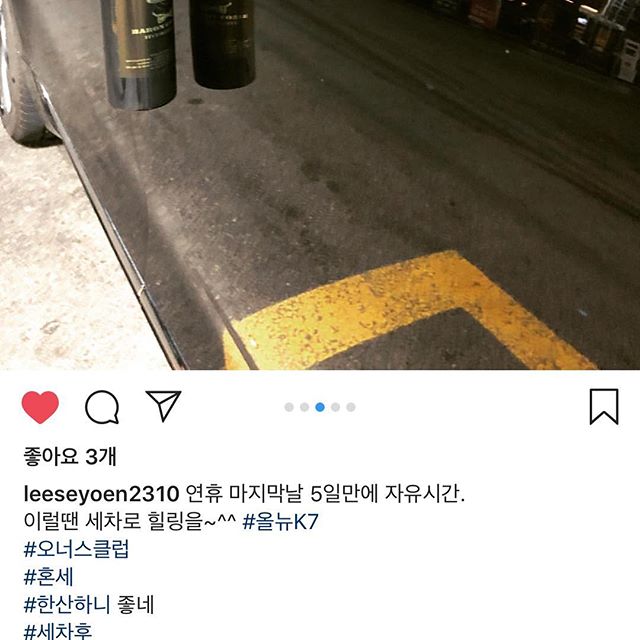 BARON
좋아요 3개
leeseyoen2310 연휴 마지막날 5일만에 자유시간.
이럴땐 세차로 힐링을~^^ #올뉴K7
#오너스클럽
#혼세
#한산하니 좋네
#세차후